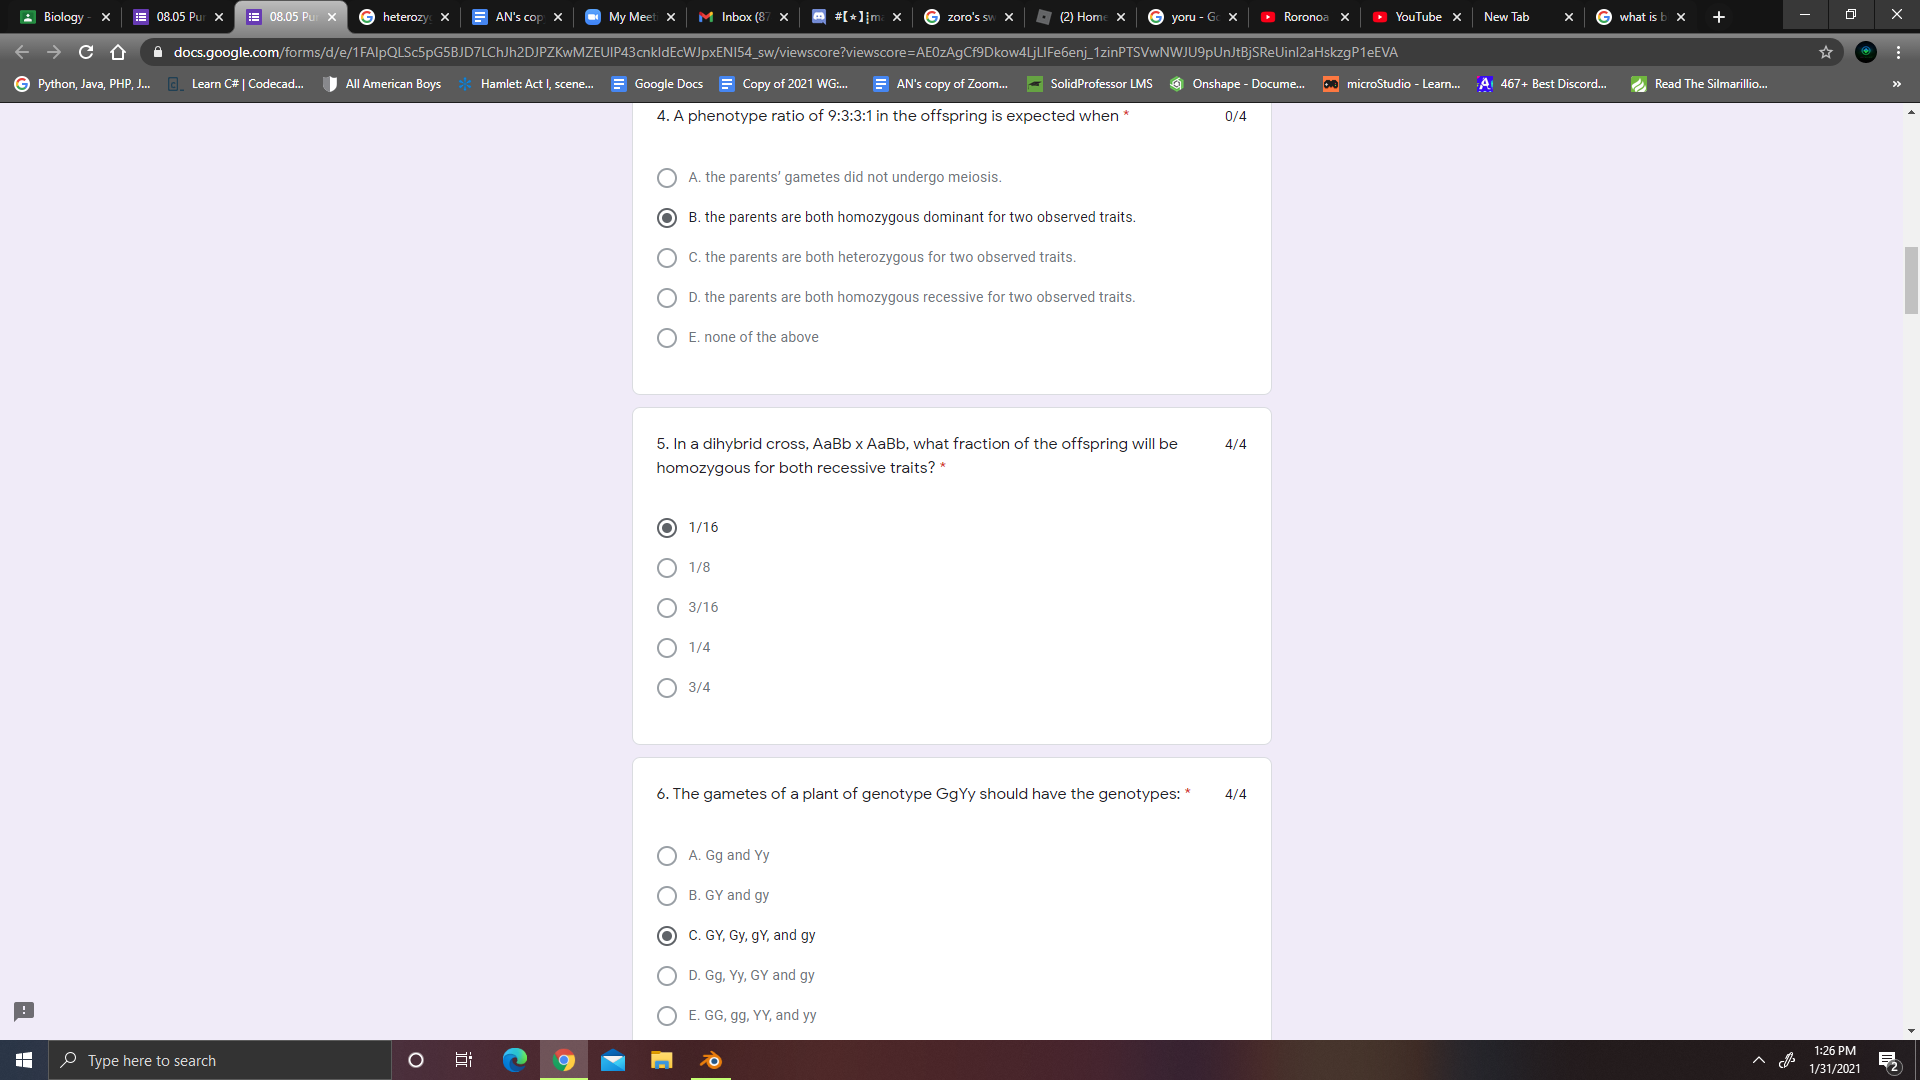 Biology -
08.05 Pu
08.05 Pu
heterozy
AN's cop
My Meet
Inbox (87
zoro's sw
(2) Home
yoru - Go
Roronoa
YouTube
New Tab
what is b
docs.google.com/forms/d/e/1FAIpQLSc5pG5BJD7LChJh2DJPZKwMZEUlP43cnkIdEcWJpxENI54_sw/viewscore?viewscore=AE0zAgCf9Dkow4LjLIFe6enj_1zinPTSVwNWJU9pUnJtBjSReUinI2aHskzgP1eEVA
Python, Java, PHP, J...
Learn C# | Codecad...
All American Boys
Hamlet: Act I, scene...
Google Docs
Copy of 2021 WG:...
AN's copy of Zoom...
SolidProfessor LMS
Onshape - Docume...
microStudio - Learn...
467+ Best Discord...
Read The Silmarillio...
»
4. A phenotype ratio of 9:3:3:1 in the offspring is expected when *
0/4
A. the parents’ gametes did not undergo meiosis.
B. the parents are both homozygous dominant for two observed traits.
C. the parents are both heterozygous for two observed traits.
D. the parents are both homozygous recessive for two observed traits.
E. none of the above
5. In a dihybrid cross, AaBb x AaBb, what fraction of the offspring will be
4/4
homozygous for both recessive traits? *
1/16
1/8
3/16
1/4
3/4
6. The gametes of a plant of genotype GgYy should have the genotypes: *
4/4
A. Gg and Yy
B. GY and gy
C. GY, Gy, gY, and gy
D. Gg, Yy, GY and gy
E. GG, gg, YY, and yy
Type here to search
1:26 PM
1/31/2021
2